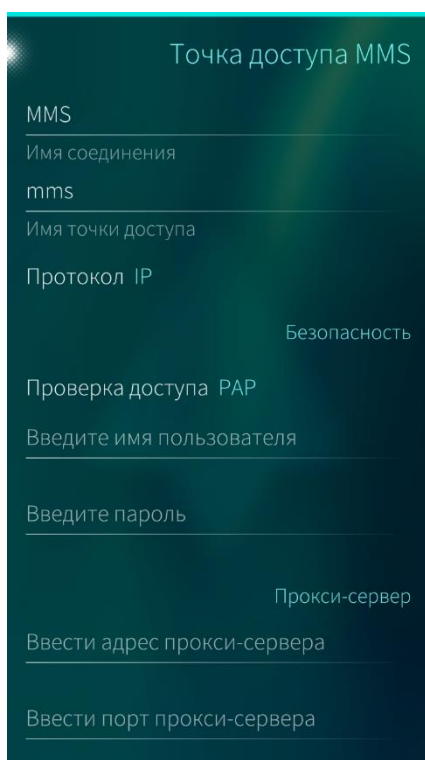 Точка доступа MMS
MMS
Имя соединения
mms
Имя точки доступа
Протокол IP
Безопасность
Проверка доступа PAP
Введите имя пользователя
Введите пароль
Прокси-сервер
Ввести адрес прокси-сервера
Ввести порт прокси-сервера